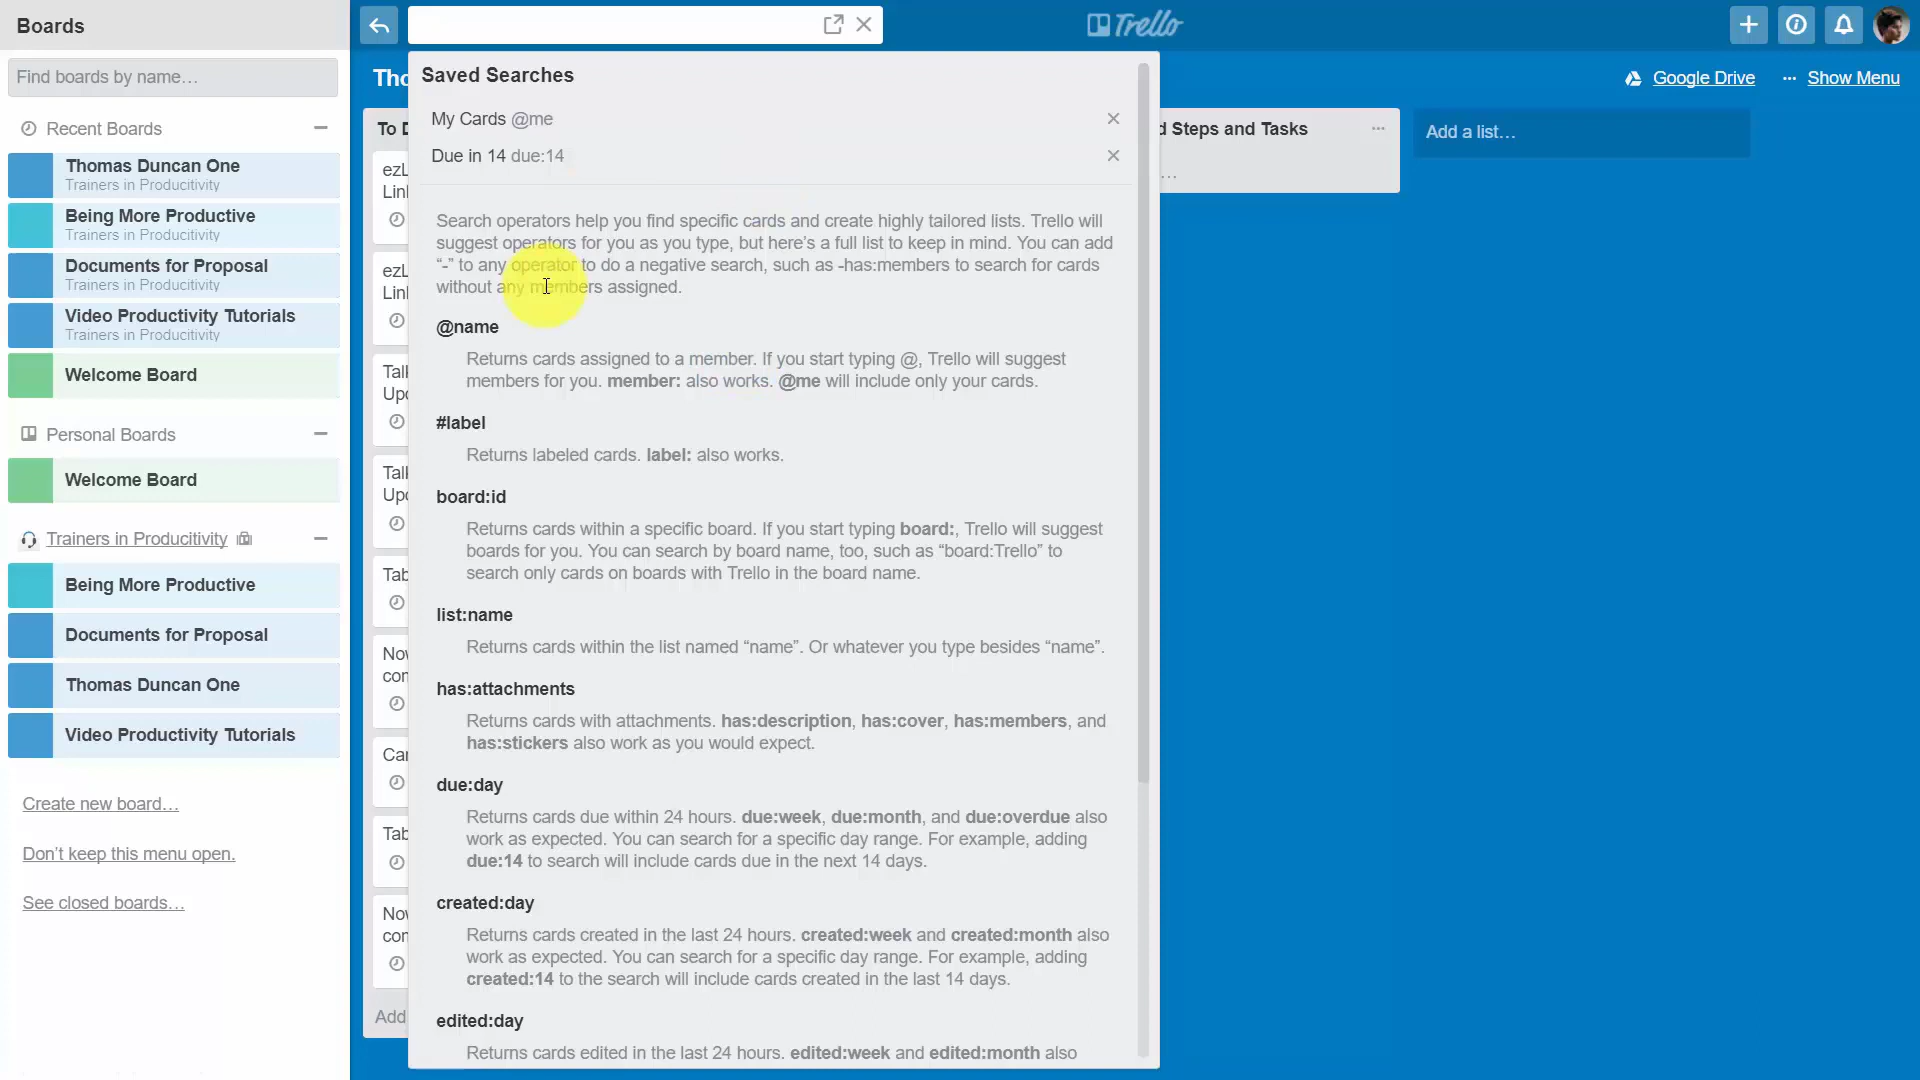 Boards
Find boards by name…
Recent Boards
Thomas Duncan One
Trainers in Producitivity
Being More Productive
Trainers in Producitivity
Documents for Proposal
Trainers in Producitivity
Video Productivity Tutorials
Trainers in Producitivity
Welcome Board
Personal Boards
Welcome Board
Trainers in Producitivity
Being More Productive
Documents for Proposal
Thomas Duncan One
Video Productivity Tutorials
Create new board…
Don't keep this menu open.
See closed boards…
Trello
Tho
Google Drive
... Show Menu
To D
ezL
Lin
ezL
Lin
Talk
Upd
Talk
Upd
Tab
Nov
con
Car
Tab
Nov
con
Add
Saved Searches
My Cards @me
Due in 14 due:14
Search operators help you find specific cards and create highly tailored lists. Trello will
suggest operators for you as you type, but here's a full list to keep in mind. You can add
“-” to any operator to do a negative search, such as -has:members to search for cards
without any members assigned.
@name
Returns cards assigned to a member. If you start typing @, Trello will suggest
members for you. member: also works. @me will include only your cards.
#label
Returns labeled cards. label: also works.
board:id
Returns cards within a specific board. If you start typing board:, Trello will suggest
boards for you. You can search by board name, too, such as “board:Trello” to
search only cards on boards with Trello in the board name.
list:name
Returns cards within the list named “name”. Or whatever you type besides “name”.
has:attachments
Returns cards with attachments. has:description, has:cover, has:members, and
has:stickers also work as you would expect.
due:day
Returns cards due within 24 hours. due:week, due:month, and due:overdue also
work as expected. You can search for a specific day range. For example, adding
due:14 to search will include cards due in the next 14 days.
created:day
Returns cards created in the last 24 hours. created:week and created:month also
work as expected. You can search for a specific day range. For example, adding
created:14 to the search will include cards created in the last 14 days.
edited:day
Returns cards edited in the last 24 hours. edited:week and edited:month also
d Steps and Tasks
...
Add a list…